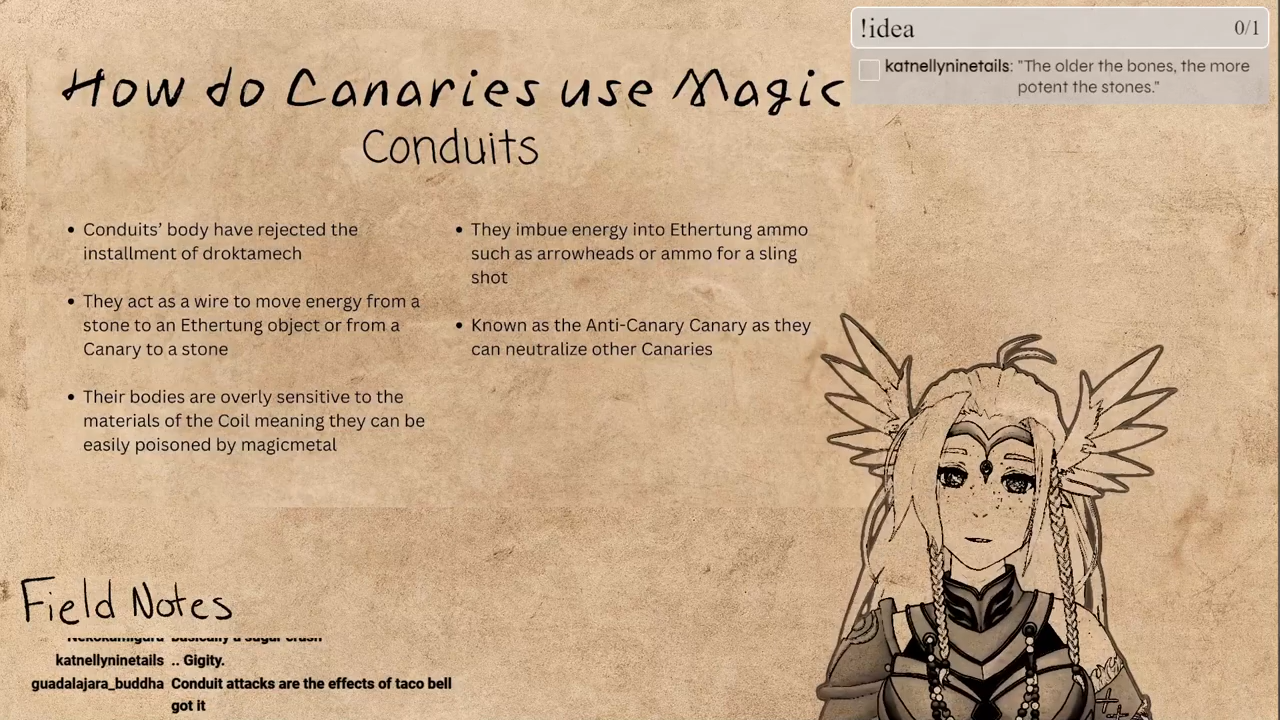 !idea 0/1
katnellyninetails: "The older the bones, the more
potent the stones."
How do Canaries use Magic
Conduits
• Conduits' body have rejected the
installment of droktamech
• They act as a wire to move energy from a
stone to an Ethertung object or from a
Canary to a stone
• Their bodies are overly sensitive to the
materials of the Coil meaning they can be
easily poisoned by magicmetal
• They imbue energy into Ethertung ammo
such as arrowheads or ammo for a sling
shot
• Known as the Anti-Canary Canary as they
can neutralize other Canaries
Field Notes
basically a sugar crash
katnellyninetails .. Gigity.
guadalajara_buddha Conduit attacks are the effects of taco bell
got it